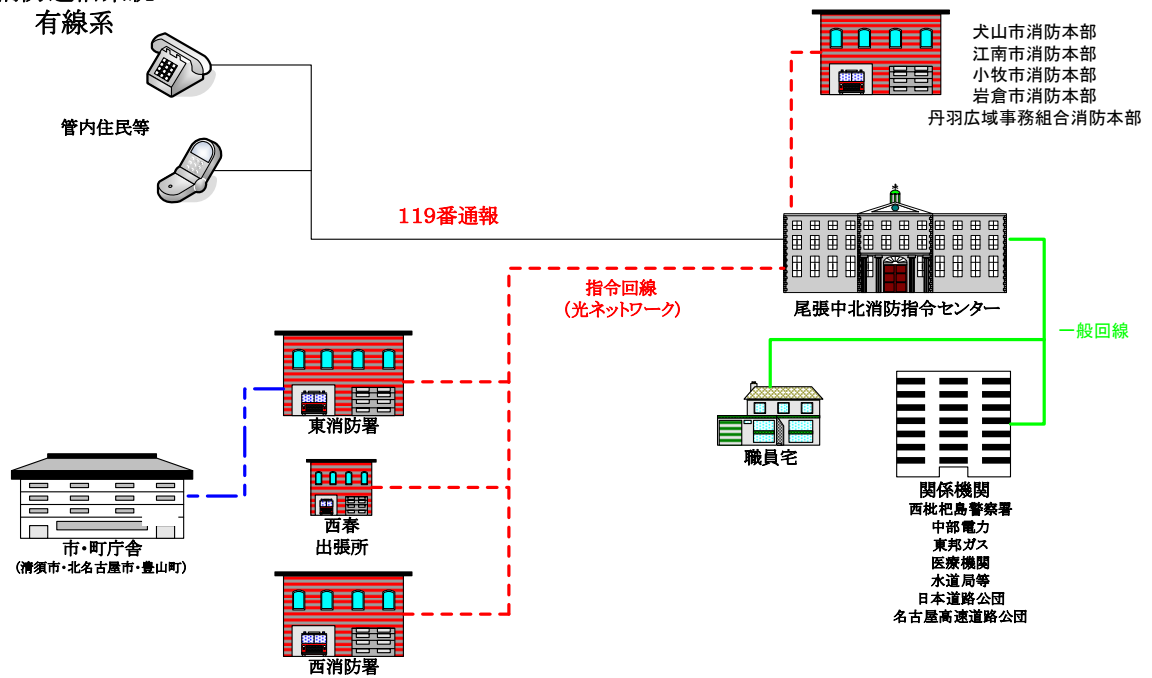 有線系
管内住民等
119番通報
犬山市消防本部
江南市消防本部
小牧市消防本部
岩倉市消防本部
丹羽広域事務組合消防本部
尾張中北消防指令センター
指令回線
(光ネットワーク)
一般回線
東消防署
西春
出張所
西消防署
市・町庁舎
(清須市・北名古屋市・豊山町)
職員宅
関係機関
西枇杷島警察署
中部電力
東邦ガス
医療機関
水道局等
日本道路公団
名古屋高速道路公団